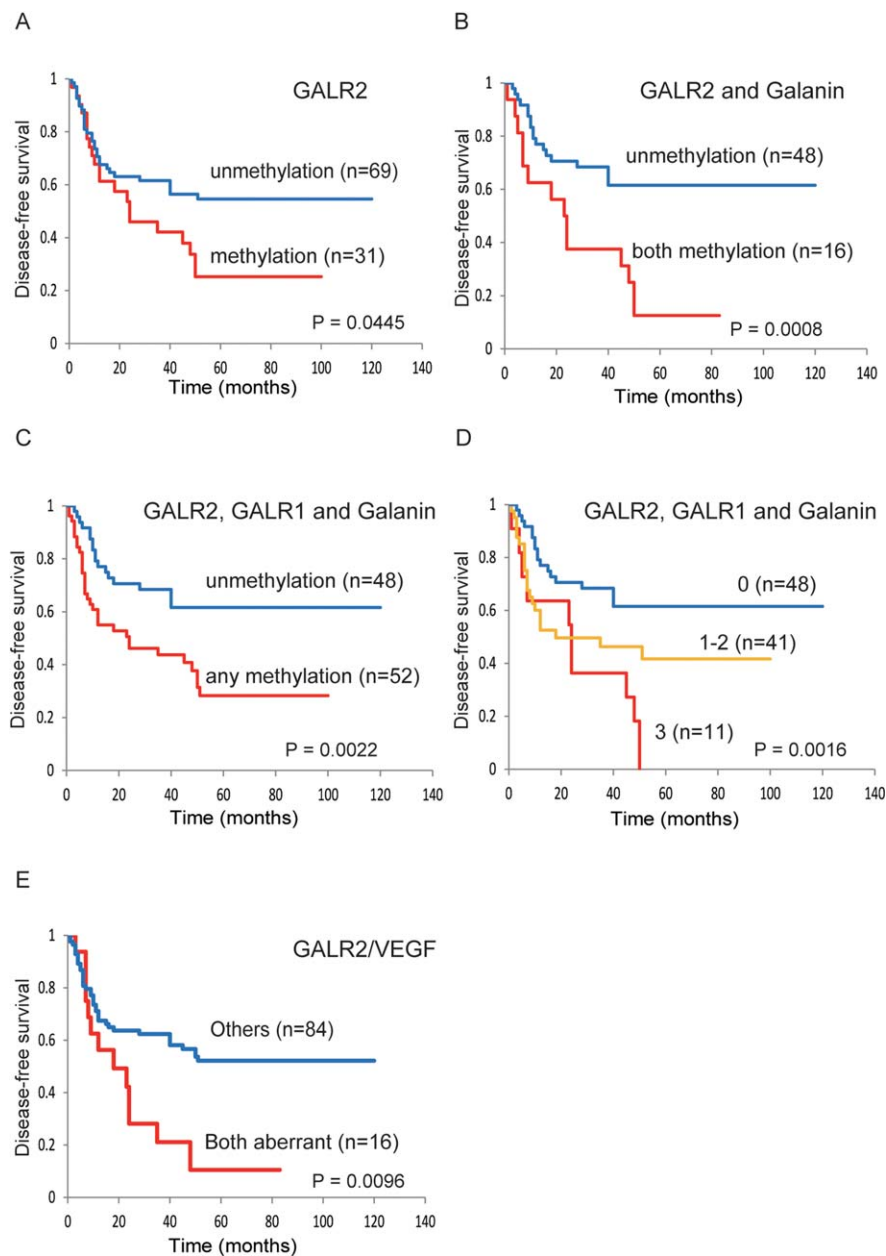 A
GALR2
Disease-free survival
1
0.8
0.6
0.4
0.2
0
unmethylation (n=69)
methylation (n=31)
P = 0.0445
0 20 40 60 80 100 120 140
Time (months)
B
GALR2 and Galanin
Disease-free survival
1
0.8
0.6
0.4
0.2
0
unmethylation (n=48)
both methylation (n=16)
P = 0.0008
0 20 40 60 80 100 120 140
Time (months)
C
GALR2, GALR1 and Galanin
Disease-free survival
1
0.8
0.6
0.4
0.2
0
unmethylation (n=48)
any methylation (n=52)
P = 0.0022
0 20 40 60 80 100 120 140
Time (months)
D
GALR2, GALR1 and Galanin
Disease-free survival
1
0.8
0.6
0.4
0.2
0
0 (n=48)
1-2 (n=41)
3 (n=11)
P = 0.0016
0 20 40 60 80 100 120 140
Time (months)
E
GALR2/VEGF
Disease-free survival
1
0.8
0.6
0.4
0.2
0
Others (n=84)
Both aberrant (n=16)
P = 0.0096
0 20 40 60 80 100 120 140
Time (months)